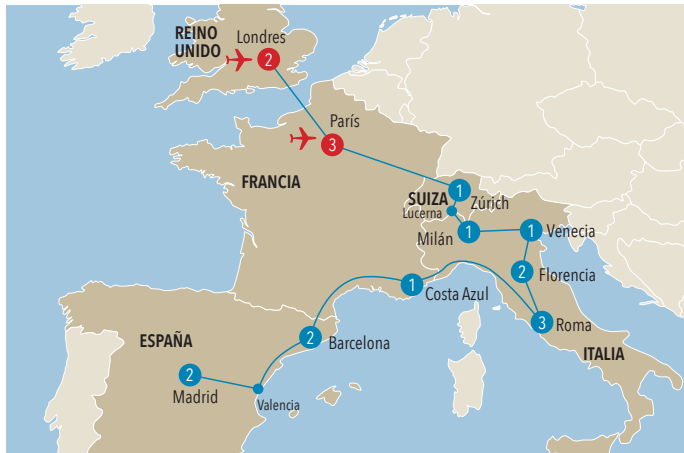 REINO
UNIDO
Londres
2
París
3
FRANCIA
SUIZA
1
Zúrich
Lucerna
Milán
1
1
Venecia
2
Florencia
1
Costa Azul
3
Roma
ITALIA
ESPAÑA
2
Barcelona
2
Madrid
Valencia